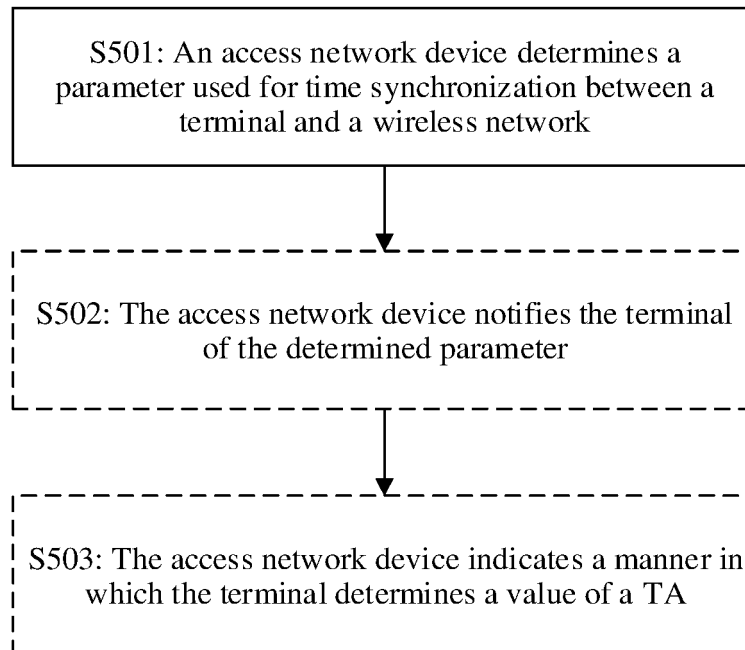 S501: An access network device determines a
parameter used for time synchronization between a
terminal and a wireless network
S502: The access network device notifies the terminal
of the determined parameter
S503: The access network device indicates a manner in
which the terminal determines a value of a TA